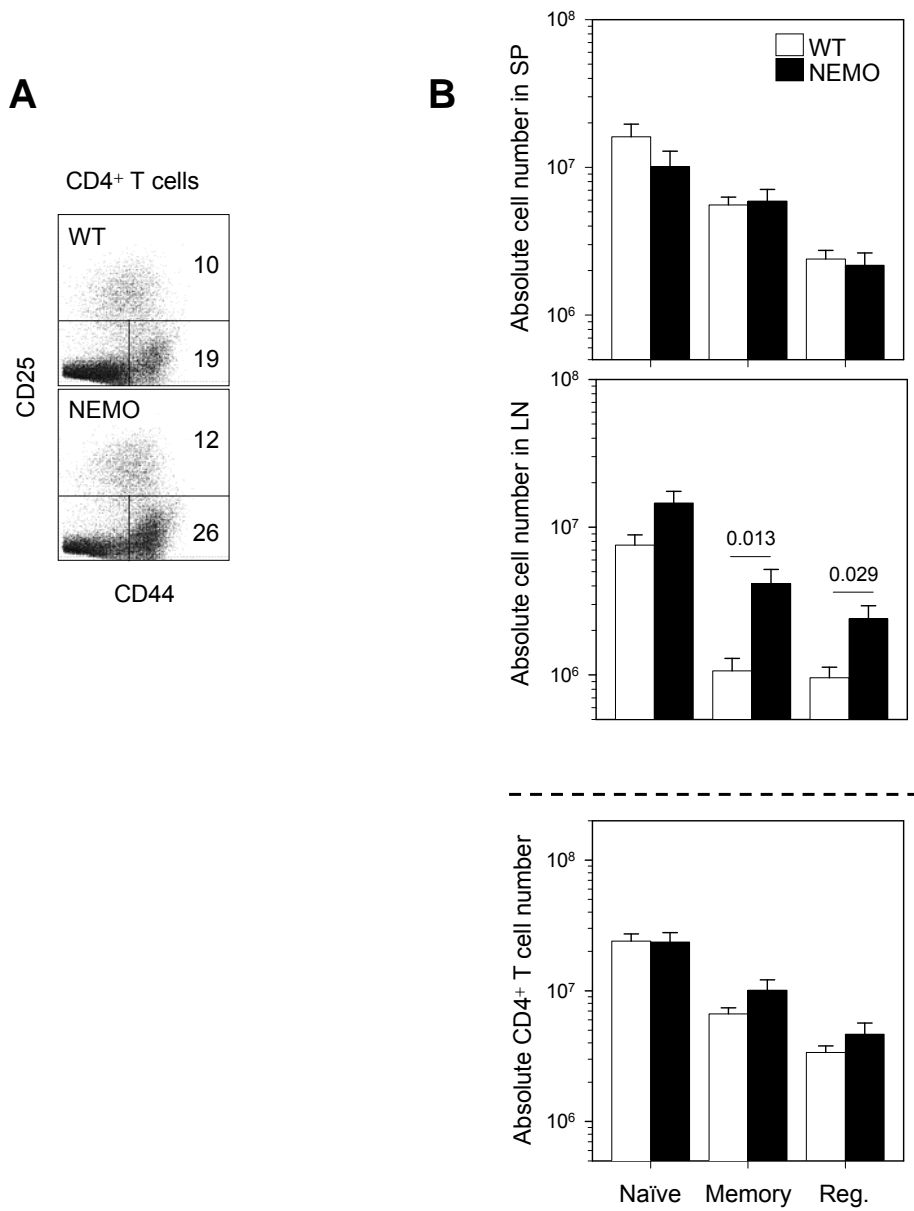 A
CD4⁺ T cells
WT
10
19
NEMO
12
26
CD25
CD44
B
WT
NEMO
Absolute cell number in SP
10⁸
10⁷
10⁶
Absolute cell number in LN
10⁸
10⁷
10⁶
0.013
0.029
Absolute CD4⁺ T cell number
10⁸
10⁷
10⁶
Naïve Memory Reg.